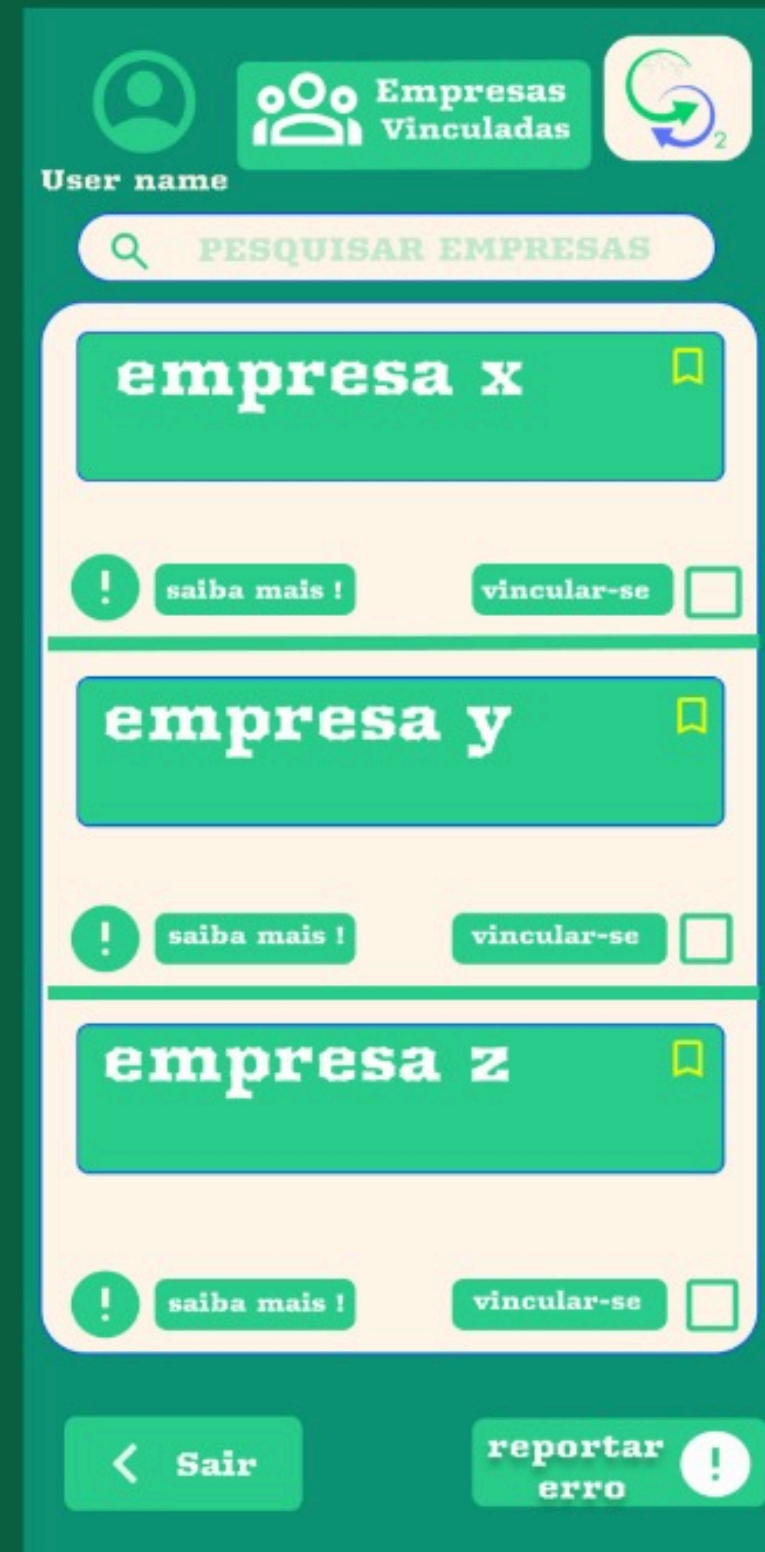 Empresas
Vinculadas
2
User name
PESQUISAR EMPRESAS
empresa x
! saiba mais ! vincular-se
empresa y
! saiba mais ! vincular-se
empresa z
! saiba mais ! vincular-se
Sair
reportar
erro
!